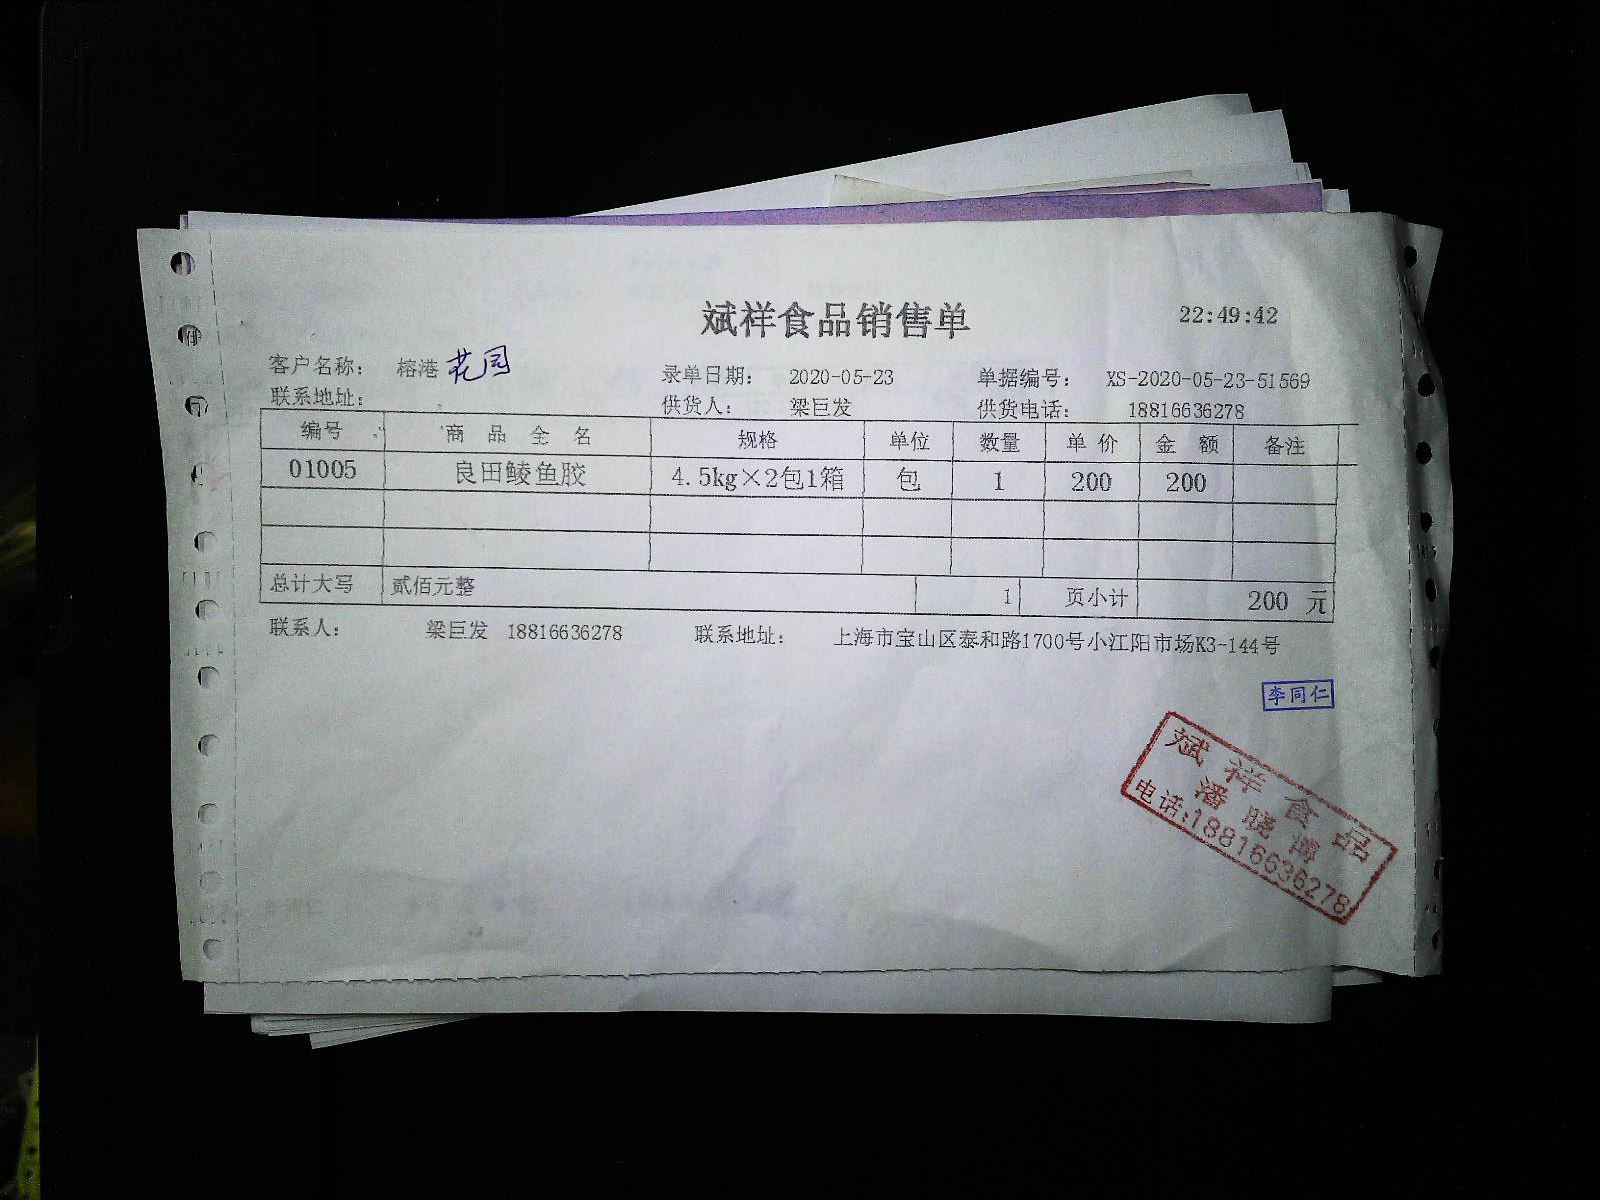 斌祥食品销售单
22:49:42
客户名称： 榕港 花园
录单日期： 2020-05-23
单据编号： XS-2020-05-23-51569
联系地址：
供货人： 梁巨发
供货电话： 18816636278
编号 商品全名 规格 单位 数量 单价 金额 备注
01005 良田鲮鱼胶 4.5kg×2包1箱 包 1 200 200
总计大写 贰佰元整 1 页小计 200 元
联系人： 梁巨发 18816636278 联系地址： 上海市宝山区泰和路1700号小江阳市场K3-144号
李同仁
斌祥食品
潘晓博
电话:18816636278